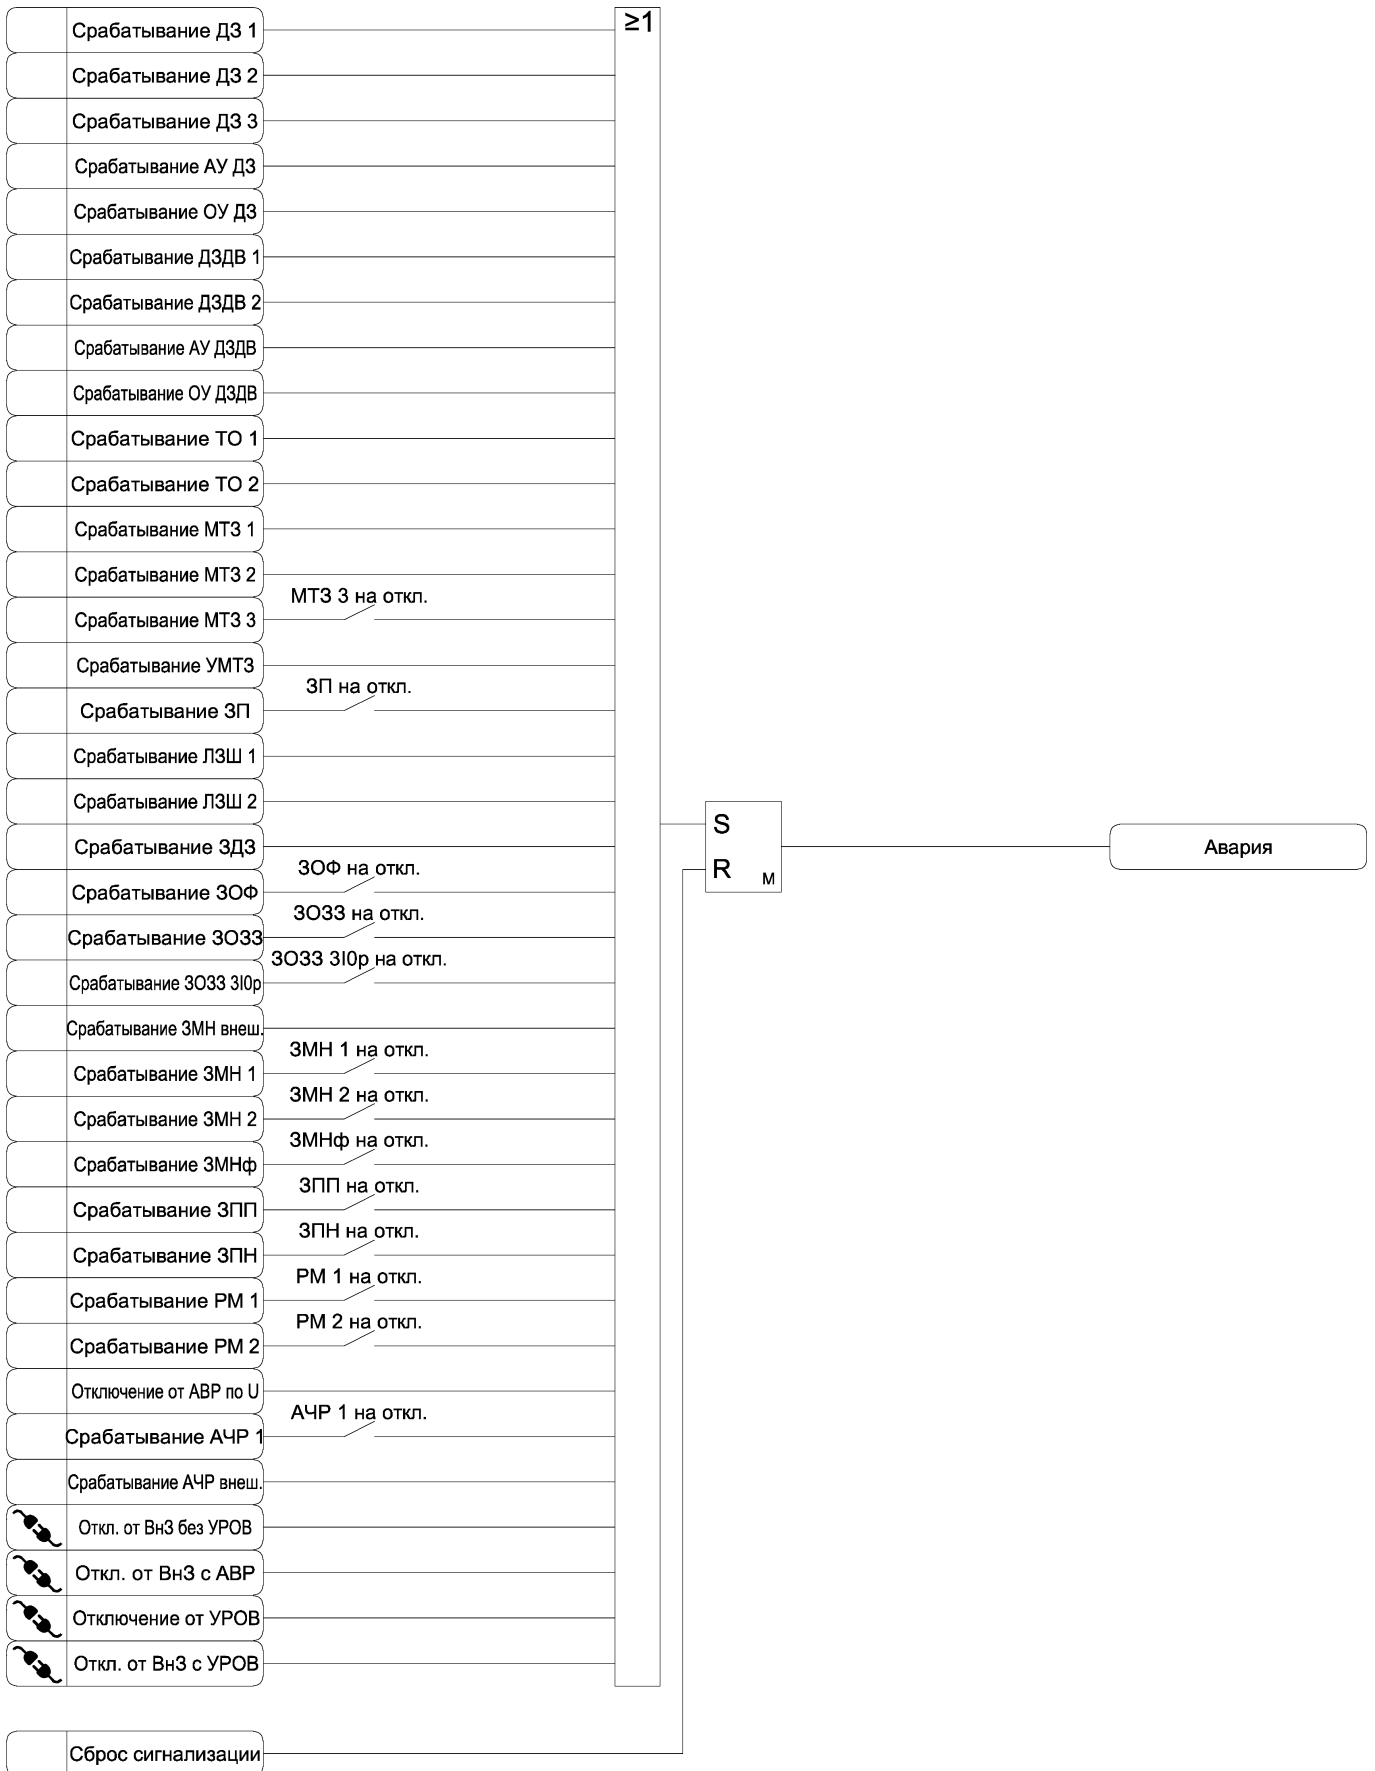 Срабатывание ДЗ 1
≥1
Срабатывание ДЗ 2
Срабатывание ДЗ 3
Срабатывание АУ ДЗ
Срабатывание ОУ ДЗ
Срабатывание ДЗДВ 1
Срабатывание ДЗДВ 2
Срабатывание АУ ДЗДВ
Срабатывание ОУ ДЗДВ
Срабатывание ТО 1
Срабатывание ТО 2
Срабатывание МТЗ 1
Срабатывание МТЗ 2
МТЗ 3 на откл.
Срабатывание МТЗ 3
Срабатывание УМТЗ
ЗП на откл.
Срабатывание ЗП
Срабатывание ЛЗШ 1
Срабатывание ЛЗШ 2
S
Срабатывание ЗДЗ
Авария
ЗОФ на откл.
R
М
Срабатывание ЗОФ
ЗОЗЗ на откл.
Срабатывание ЗОЗЗ
ЗОЗЗ 3I0р на откл.
Срабатывание ЗОЗЗ 3I0р
Срабатывание ЗМН внеш.
ЗМН 1 на откл.
Срабатывание ЗМН 1
ЗМН 2 на откл.
Срабатывание ЗМН 2
ЗМНф на откл.
Срабатывание ЗМНф
ЗПП на откл.
Срабатывание ЗПП
ЗПН на откл.
Срабатывание ЗПН
РМ 1 на откл.
Срабатывание РМ 1
РМ 2 на откл.
Срабатывание РМ 2
Отключение от АВР по U
АЧР 1 на откл.
Срабатывание АЧР 1
Срабатывание АЧР внеш.
Откл. от ВнЗ без УРОВ
Откл. от ВнЗ с АВР
Отключение от УРОВ
Откл. от ВнЗ с УРОВ
Сброс сигнализации